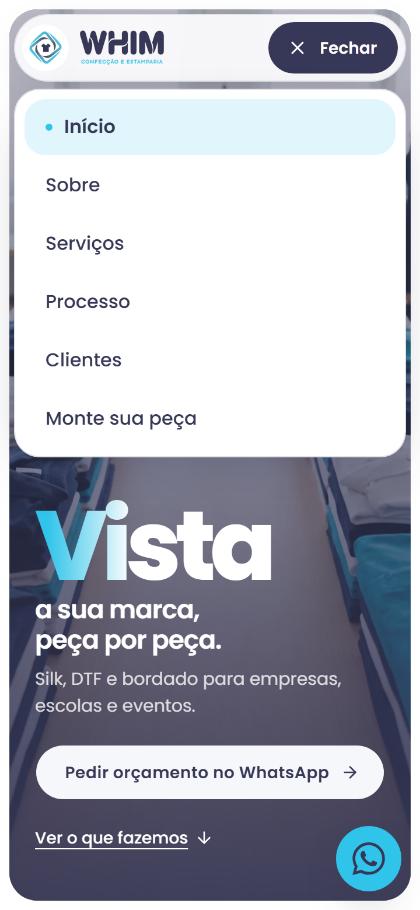 WHIM
CONFECÇÃO E ESTAMPARIA
Fechar
Início
Sobre
Serviços
Processo
Clientes
Monte sua peça
Vista
a sua marca,
peça por peça.
Silk, DTF e bordado para empresas,
escolas e eventos.
Pedir orçamento no WhatsApp
Ver o que fazemos